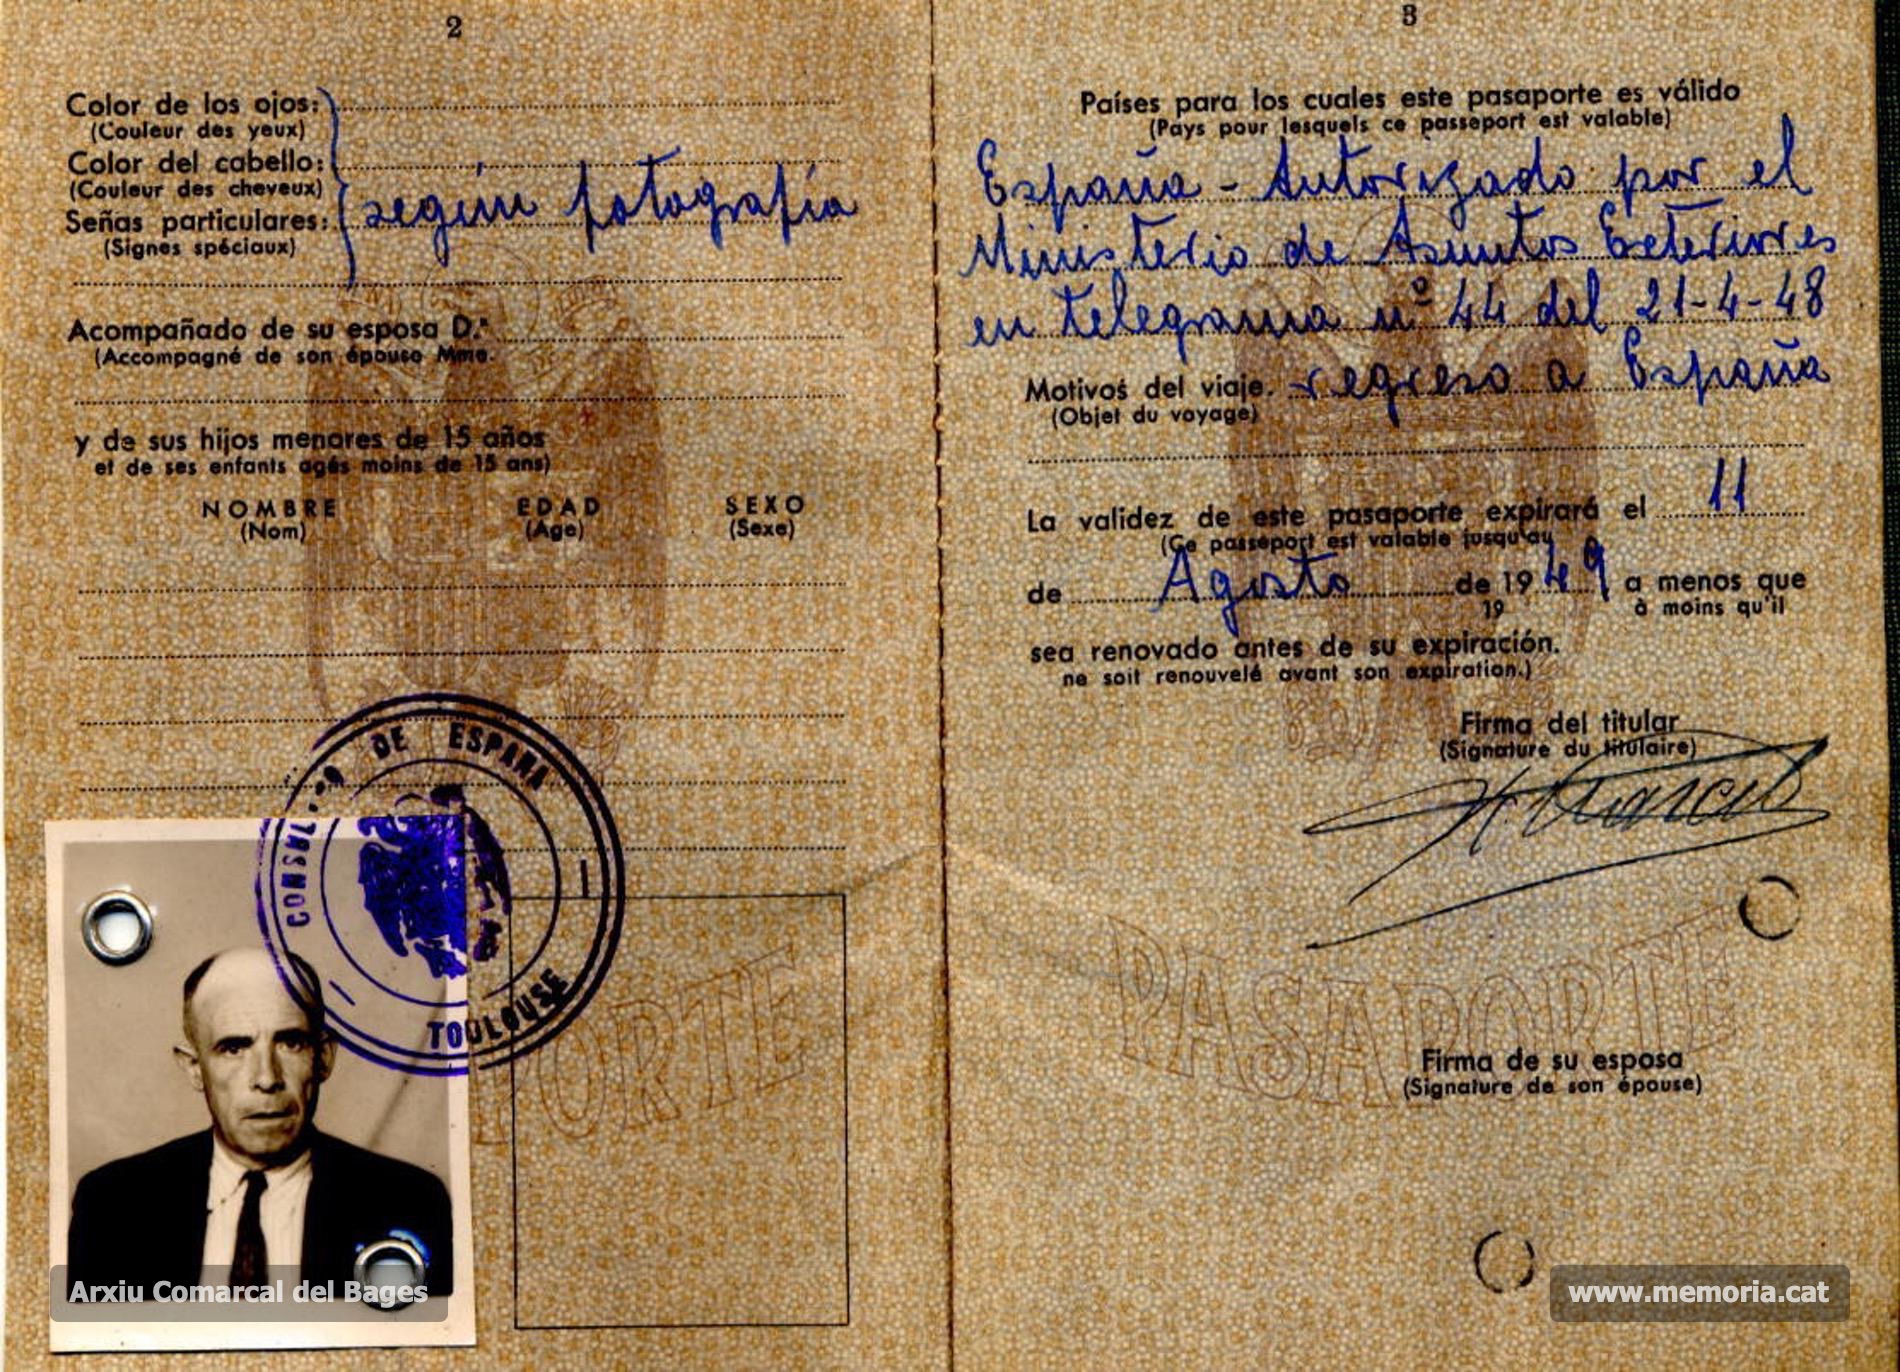 2
Color de los ojos:
(Couleur des yeux)
Color del cabello:
(Couleur des cheveux)
Señas particulares:
(Signes spéciaux)
según fotografía
Acompañado de su esposa D.ª
(Accompagné de son épouse Mme.
y de sus hijos menores de 15 años
et de ses enfants agés moins de 15 ans)
NOMBRE EDAD SEXO
(Nom) (Age) (Sexe)
DE ESPAÑA
TOULOUSE
PORTE
Arxiu Comarcal del Bages
3
Países para los cuales este pasaporte es válido
(Pays pour lesquels ce passeport est valable)
España - Autorizado por el
Ministerio de Asuntos Exteriores
en telegrama nº 44 del 21-4-48
Motivos del viaje. regreso a España
(Objet du voyage)
La validez de este pasaporte expirará el 11
(Ce passeport est valable jusqu'au
de Agosto de 1949 a menos que
19 à moins qu'il
sea renovado antes de su expiración.
ne soit renouvelé avant son expiration.)
Firma del titular
(Signature du titulaire)
PASAPORTE
Firma de su esposa
(Signature de son épouse)
www.memoria.cat